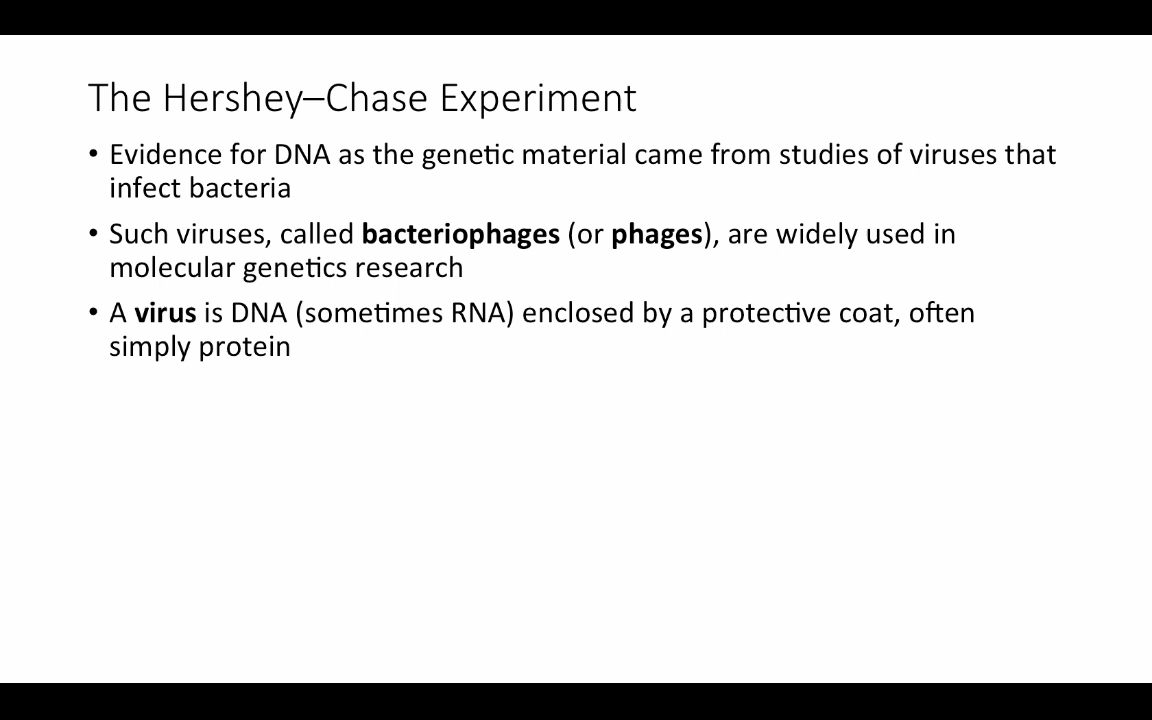 The Hershey–Chase Experiment
• Evidence for DNA as the genetic material came from studies of viruses that
infect bacteria
• Such viruses, called bacteriophages (or phages), are widely used in
molecular genetics research
• A virus is DNA (sometimes RNA) enclosed by a protective coat, often
simply protein